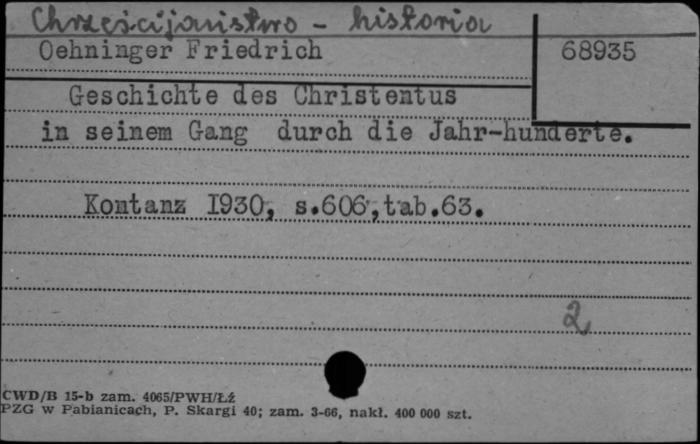 Chrześcijaństwo - historia
Oehninger Friedrich 68935
Geschichte des Christentus
in seinem Gang durch die Jahr-hunderte.
Kontanz 1930, s.606,tab.63.
2
CWD/B 15-b zam. 4065/PWH/Łź
PZG w Pabianicach, P. Skargi 40; zam. 3-66, nakł. 400 000 szt.